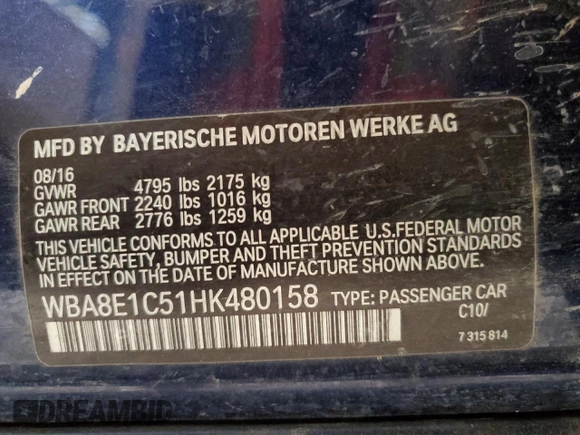 MFD BY BAYERISCHE MOTOREN WERKE AG
08/16
GVWR 4795 lbs 2175 kg
GAWR FRONT 2240 lbs 1016 kg
GAWR REAR 2776 lbs 1259 kg
THIS VEHICLE CONFORMS TO ALL APPLICABLE U.S.FEDERAL MOTOR
VEHICLE SAFETY, BUMPER AND THEFT PREVENTION STANDARDS
IN EFFECT ON THE DATE OF MANUFACTURE SHOWN ABOVE.
WBA8E1C51HK480158 TYPE: PASSENGER CAR
C10/
7 315 814
DREAMBID